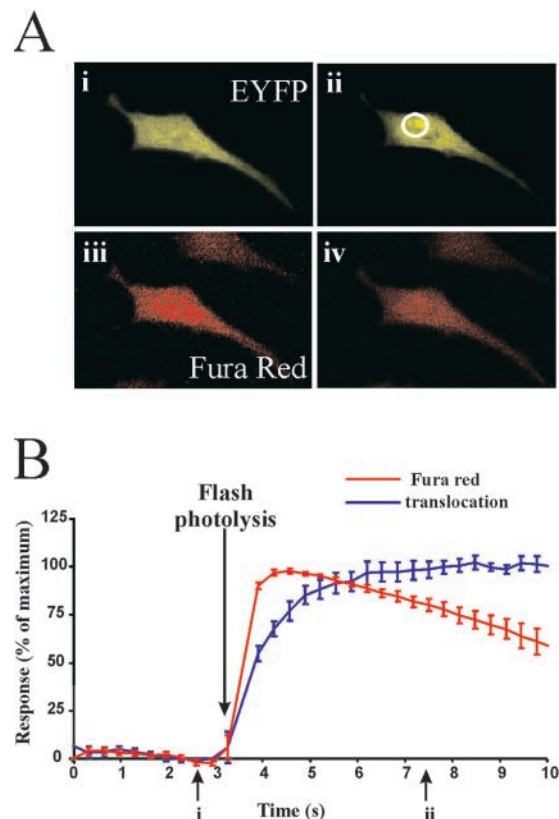 A
i
EYFP
ii
iii
Fura Red
iv
B
Fura red
translocation
Flash
photolysis
Response (% of maximum)
125
100
75
50
25
0
0 1 2 3 4 5 6 7 8 9 10
i
Time (s)
ii